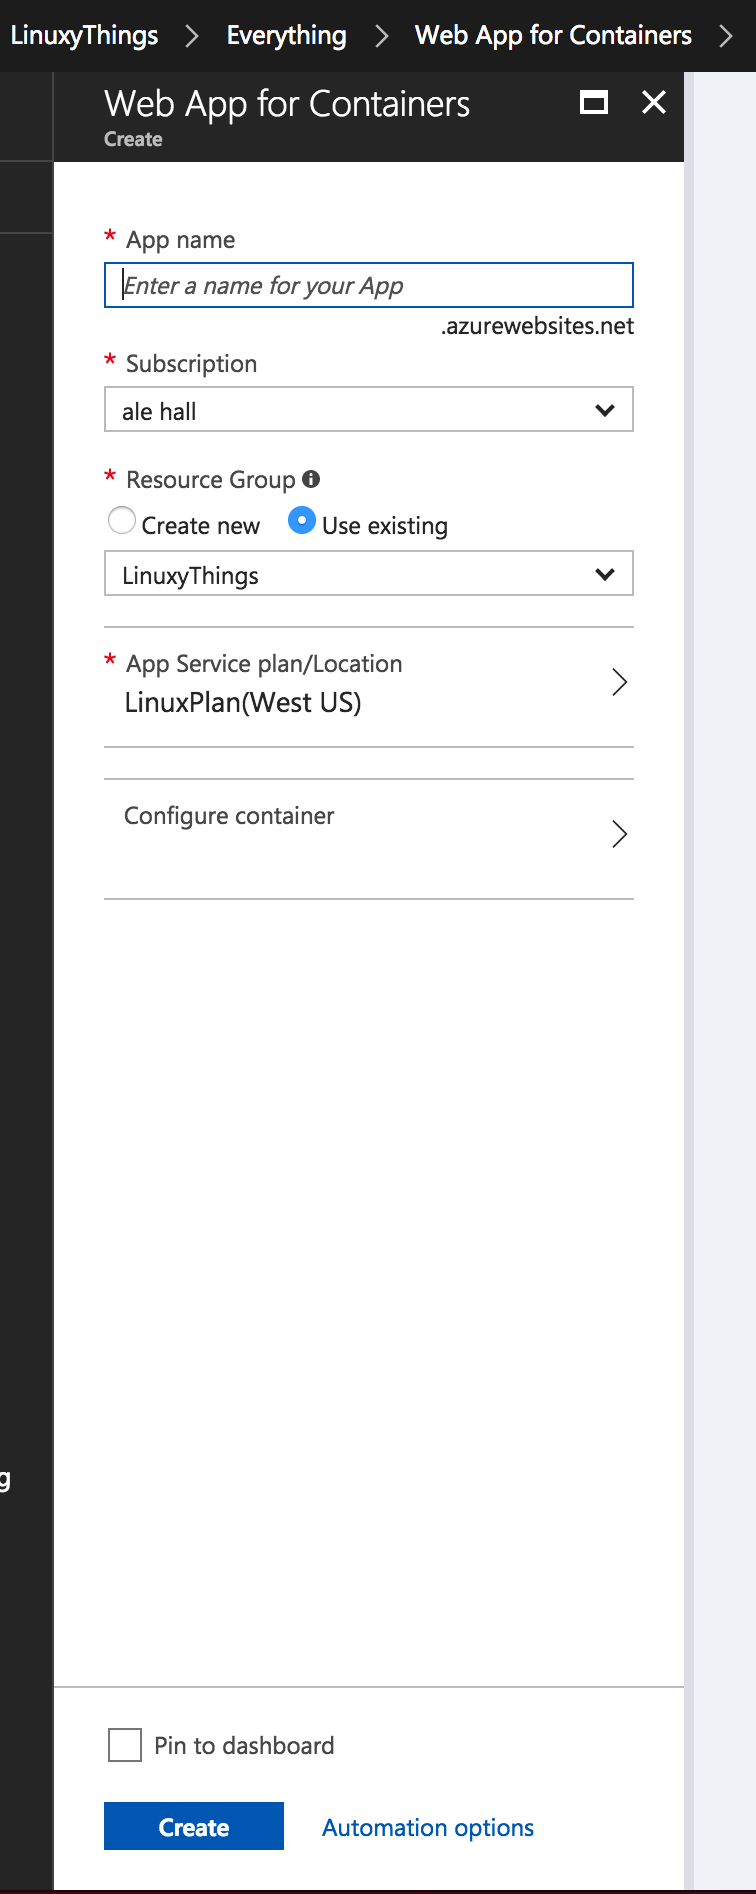 LinuxyThings > Everything > Web App for Containers >
Web App for Containers
Create
* App name
Enter a name for your App
.azurewebsites.net
* Subscription
ale hall
* Resource Group
Create new Use existing
LinuxyThings
* App Service plan/Location
LinuxPlan(West US)
Configure container
g
Pin to dashboard
Create Automation options